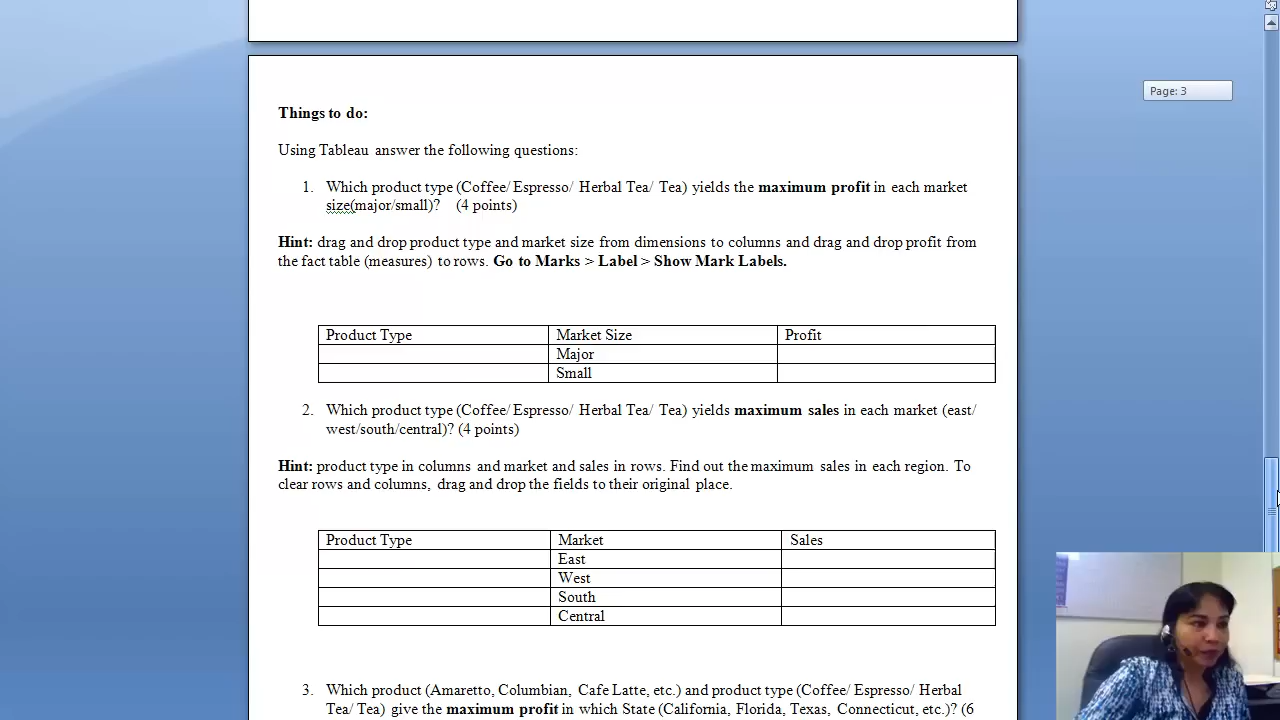 Page: 3
Things to do:
Using Tableau answer the following questions:
1. Which product type (Coffee/ Espresso/ Herbal Tea/ Tea) yields the maximum profit in each market
size(major/small)? (4 points)
Hint: drag and drop product type and market size from dimensions to columns and drag and drop profit from
the fact table (measures) to rows. Go to Marks > Label > Show Mark Labels.
Product Type Market Size Profit
Major
Small
2. Which product type (Coffee/ Espresso/ Herbal Tea/ Tea) yields maximum sales in each market (east/
west/south/central)? (4 points)
Hint: product type in columns and market and sales in rows. Find out the maximum sales in each region. To
clear rows and columns, drag and drop the fields to their original place.
Product Type Market Sales
East
West
South
Central
3. Which product (Amaretto, Columbian, Cafe Latte, etc.) and product type (Coffee/ Espresso/ Herbal
Tea/ Tea) give the maximum profit in which State (California, Florida, Texas, Connecticut, etc.)? (6